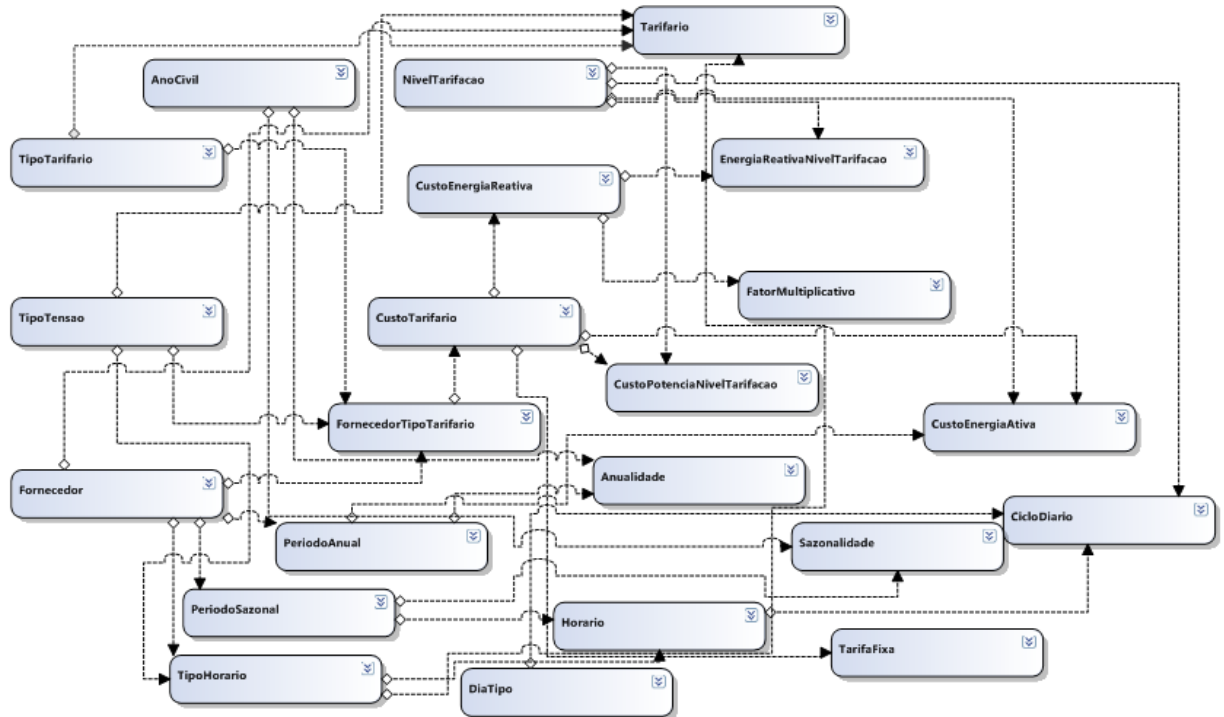 Tarifario
AnoCivil
NivelTarifacao
TipoTarifario
EnergiaReativaNivelTarifacao
CustoEnergiaReativa
FatorMultiplicativo
TipoTensao
CustoTarifario
CustoPotenciaNivelTarifacao
FornecedorTipoTarifario
CustoEnergiaAtiva
Fornecedor
Anualidade
CicloDiario
PeriodoAnual
Sazonalidade
PeriodoSazonal
Horario
TarifaFixa
TipoHorario
DiaTipo